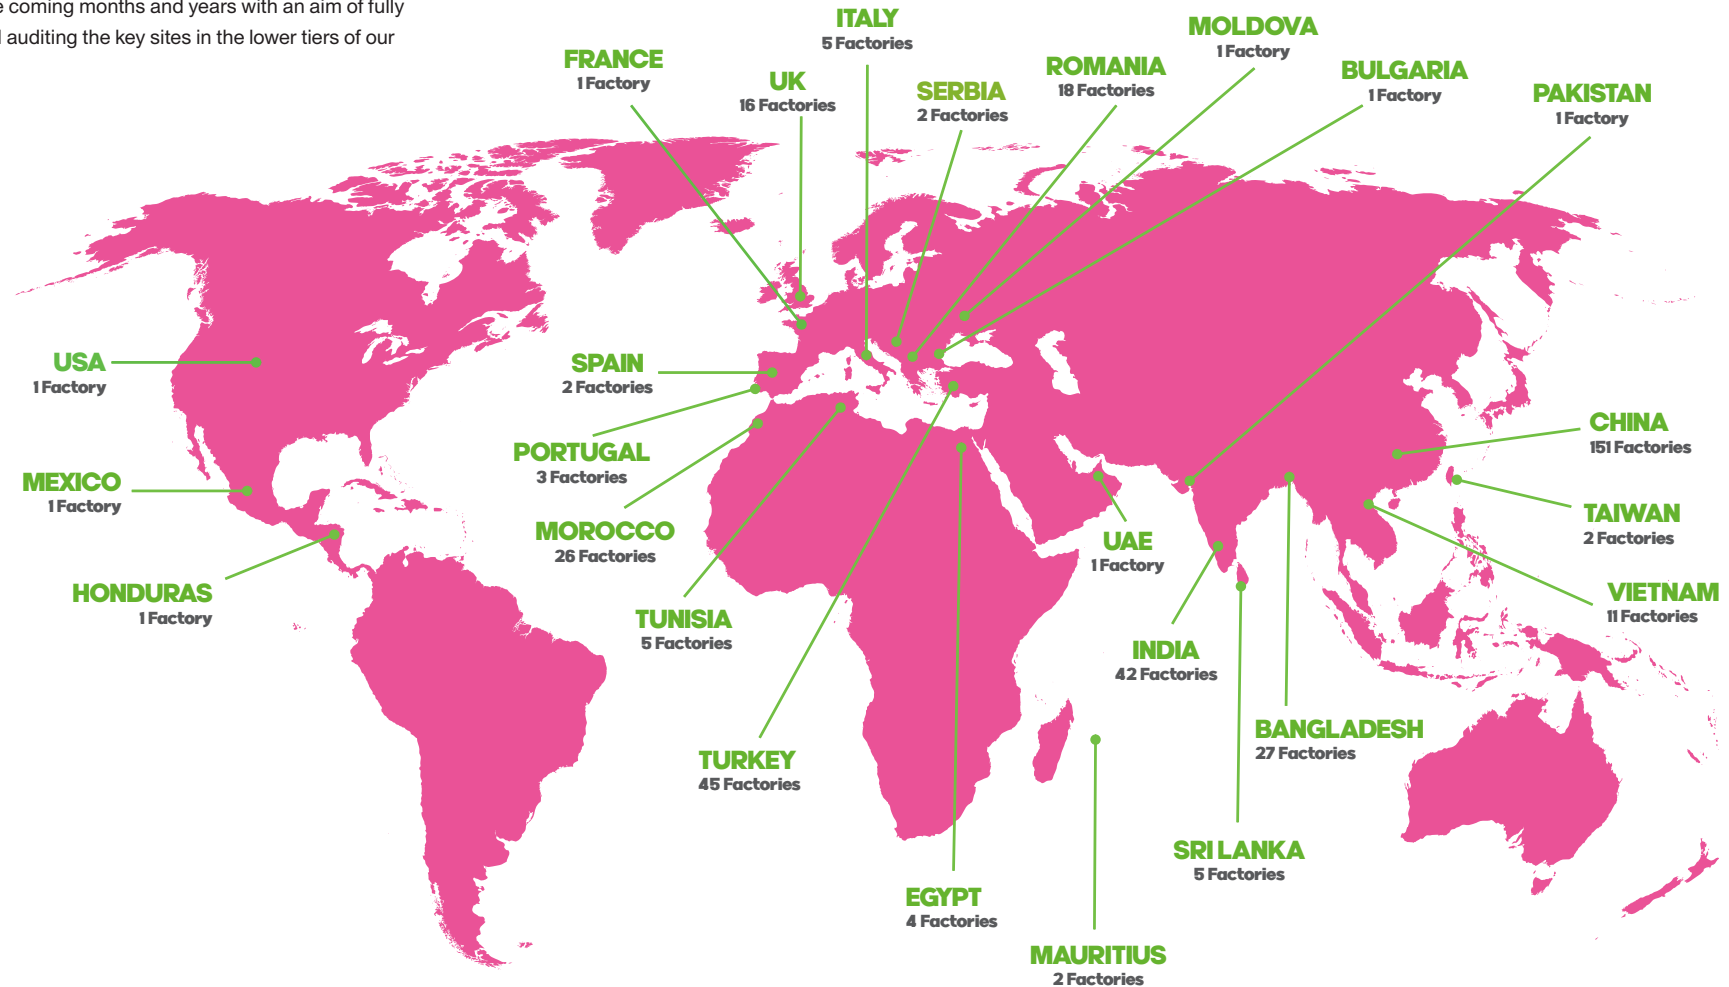 e coming months and years with an aim of fully
l auditing the key sites in the lower tiers of our
ITALY
5 Factories
MOLDOVA
1 Factory
FRANCE
1 Factory
UK
16 Factories
SERBIA
2 Factories
ROMANIA
18 Factories
BULGARIA
1 Factory
PAKISTAN
1 Factory
USA
1 Factory
SPAIN
2 Factories
PORTUGAL
3 Factories
MEXICO
1 Factory
MOROCCO
26 Factories
HONDURAS
1 Factory
TUNISIA
5 Factories
TURKEY
45 Factories
EGYPT
4 Factories
MAURITIUS
2 Factories
UAE
1 Factory
INDIA
42 Factories
SRI LANKA
5 Factories
BANGLADESH
27 Factories
CHINA
151 Factories
TAIWAN
2 Factories
VIETNAM
11 Factories